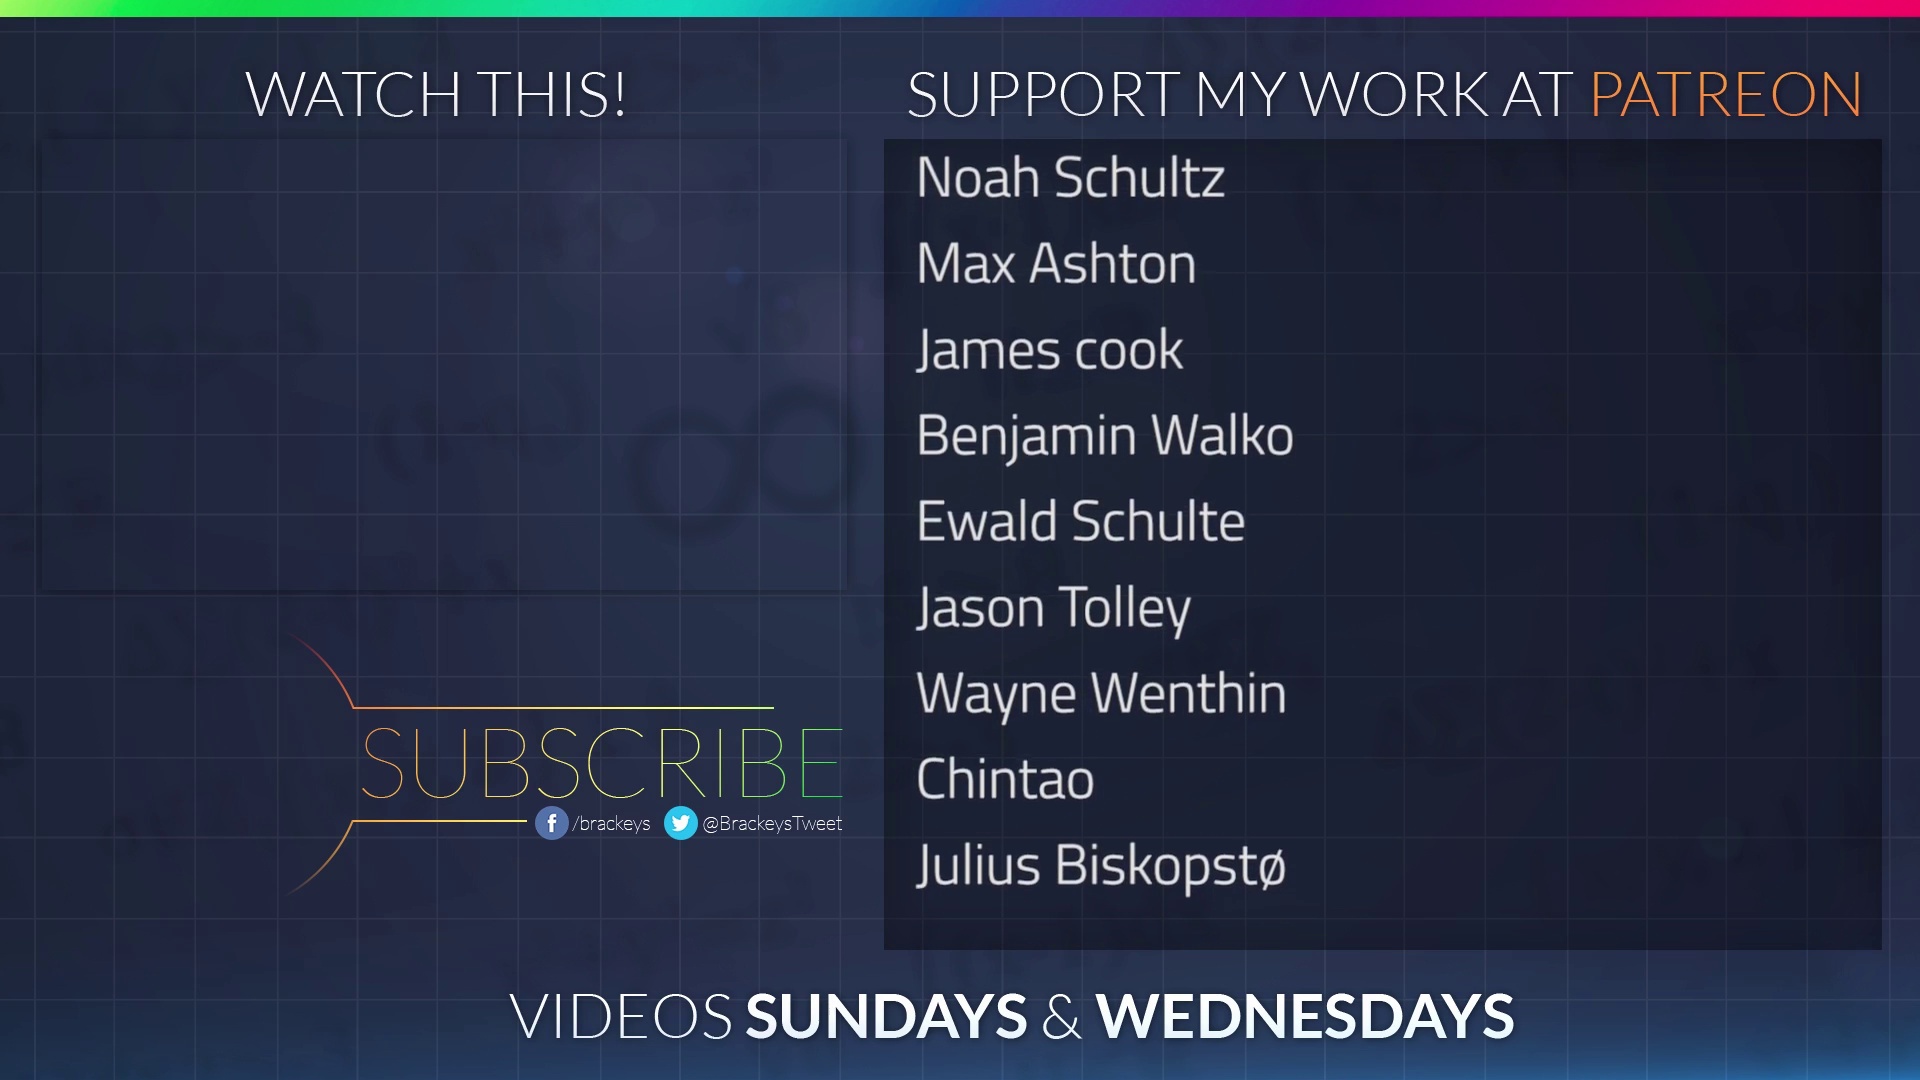 WATCH THIS!
SUPPORT MY WORK AT PATREON
Noah Schultz
Max Ashton
James cook
Benjamin Walko
Ewald Schulte
Jason Tolley
Wayne Wenthin
Chintao
Julius Biskopstø
SUBSCRIBE
f /brackeys @BrackeysTweet
VIDEOS SUNDAYS & WEDNESDAYS